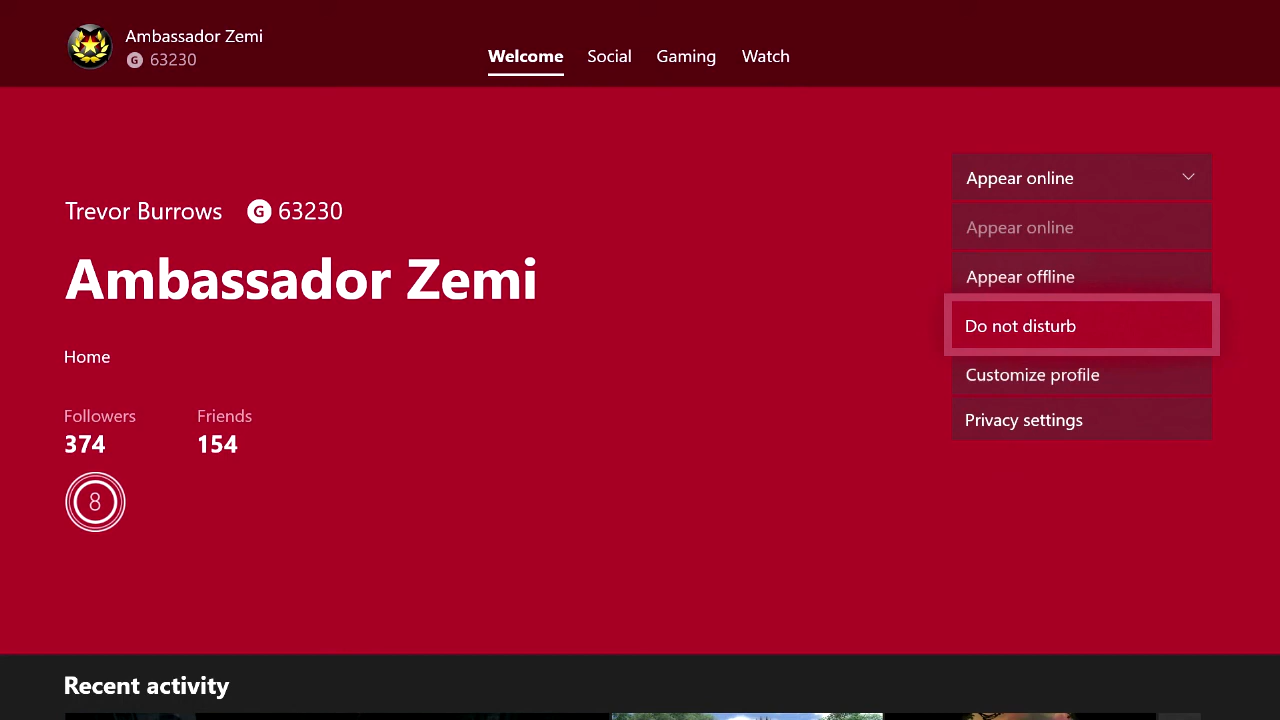 Ambassador Zemi
G 63230
Welcome Social Gaming Watch
Trevor Burrows G 63230
Ambassador Zemi
Home
Followers Friends
374 154
8
Appear online
Appear online
Appear offline
Do not disturb
Customize profile
Privacy settings
Recent activity